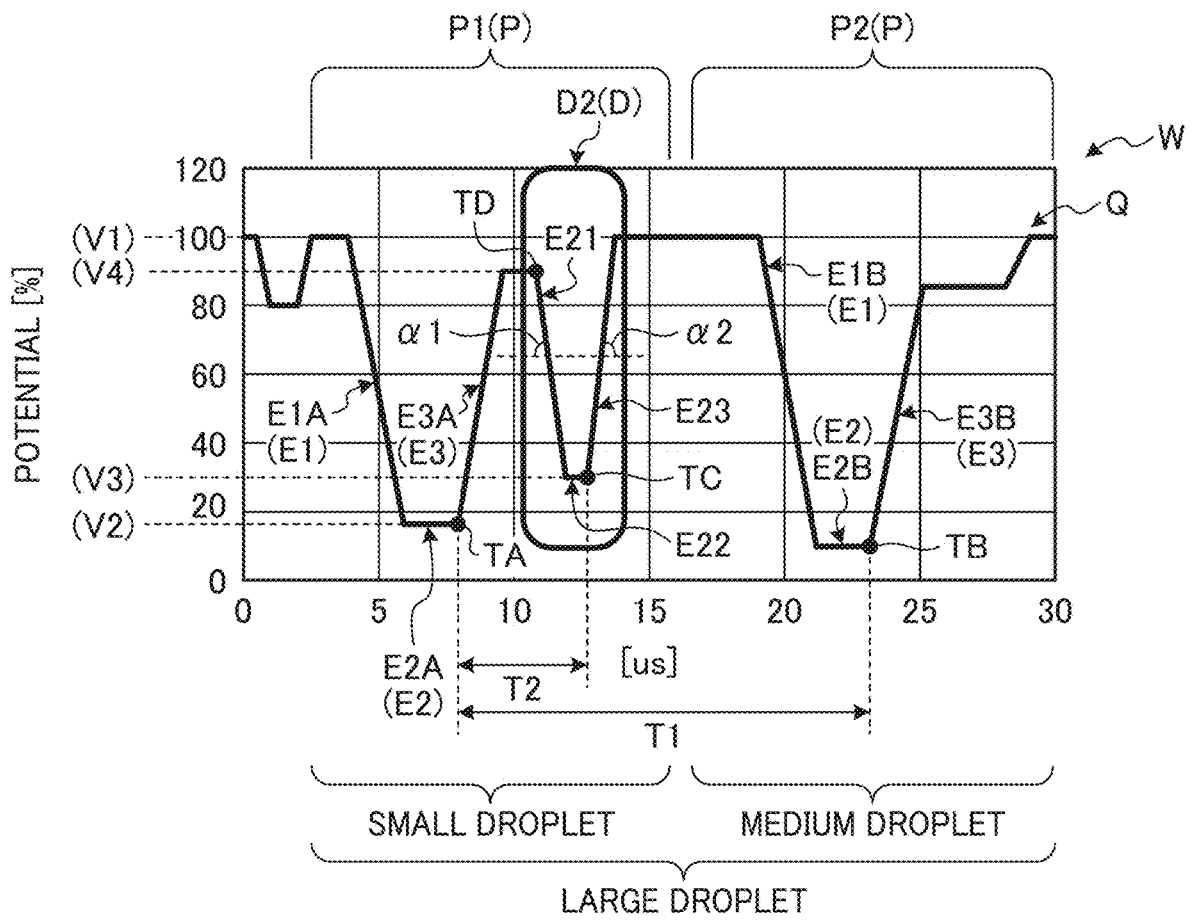 P1(P)
P2(P)
D2(D)
W
120
TD
Q
(V1)
100
E21
(V4)
80
E1B
(E1)
α1
α2
POTENTIAL [%]
60
E1A
(E1)
E3A
(E3)
E23
40
(E2)
E2B
E3B
(E3)
(V3)
TC
20
(V2)
TA
E22
TB
0
0 5 10 15 20 25 30
E2A
(E2)
[us]
T2
T1
SMALL DROPLET
MEDIUM DROPLET
LARGE DROPLET